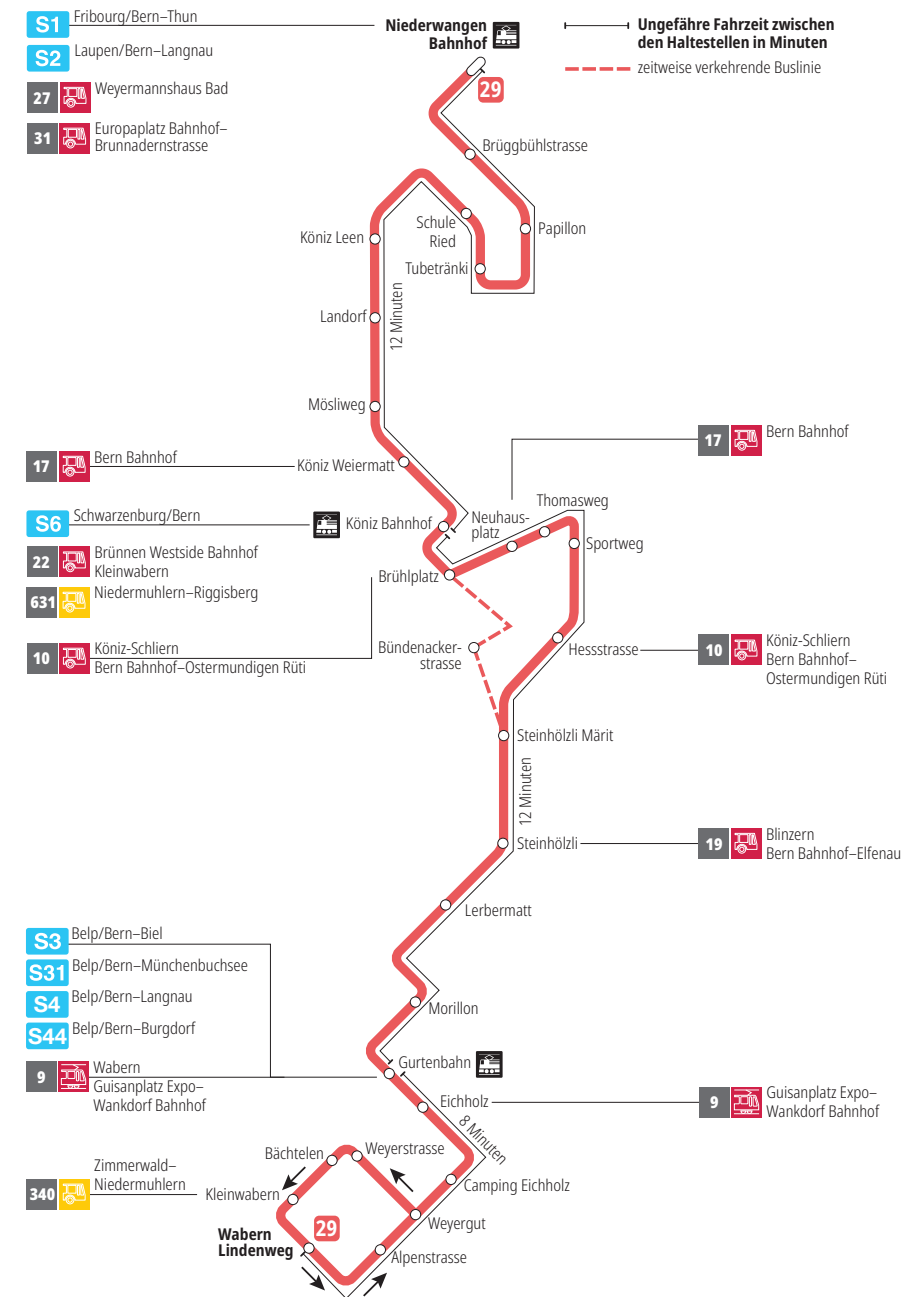 S1 Fribourg/Bern–Thun
S2 Laupen/Bern–Langnau
27 Weyermannshaus Bad
31 Europaplatz Bahnhof–
Brunnadernstrasse
Niederwangen
Bahnhof
29
Ungefähre Fahrzeit zwischen
den Haltestellen in Minuten
zeitweise verkehrende Buslinie
Brüggbühlstrasse
Papillon
Schule
Ried
Tubetränki
Köniz Leen
Landorf
12 Minuten
Mösliweg
17 Bern Bahnhof
Köniz Weiermatt
17 Bern Bahnhof
S6 Schwarzenburg/Bern
Köniz Bahnhof
Neuhaus-
platz
Thomasweg
Sportweg
22 Brünnen Westside Bahnhof
Kleinwabern
631 Niedermuhlern–Riggisberg
Brühlplatz
10 Köniz-Schliern
Bern Bahnhof–Ostermundigen Rüti
Bündenacker-
strasse
Hessstrasse
10 Köniz-Schliern
Bern Bahnhof–
Ostermundigen Rüti
Steinhölzli Märit
12 Minuten
Steinhölzli
19 Blinzern
Bern Bahnhof–Elfenau
Lerbermatt
S3 Belp/Bern–Biel
S31 Belp/Bern–Münchenbuchsee
S4 Belp/Bern–Langnau
S44 Belp/Bern–Burgdorf
Morillon
9 Wabern
Guisanplatz Expo–
Wankdorf Bahnhof
Gurtenbahn
Eichholz
9 Guisanplatz Expo–
Wankdorf Bahnhof
8 Minuten
Weyerstrasse
Bächtelen
Camping Eichholz
340 Zimmerwald–
Niedermuhlern
Kleinwabern
Weyergut
Wabern
Lindenweg
29
Alpenstrasse